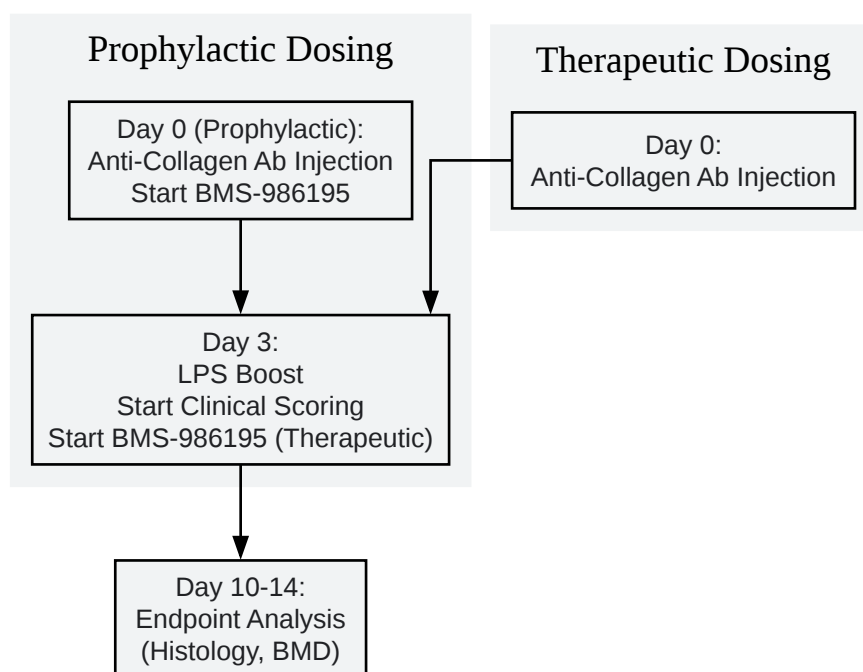 Prophylactic Dosing
Day 0 (Prophylactic):
Anti-Collagen Ab Injection
Start BMS-986195
Therapeutic Dosing
Day 0:
Anti-Collagen Ab Injection
Day 3:
LPS Boost
Start Clinical Scoring
Start BMS-986195 (Therapeutic)
Day 10-14:
Endpoint Analysis
(Histology, BMD)